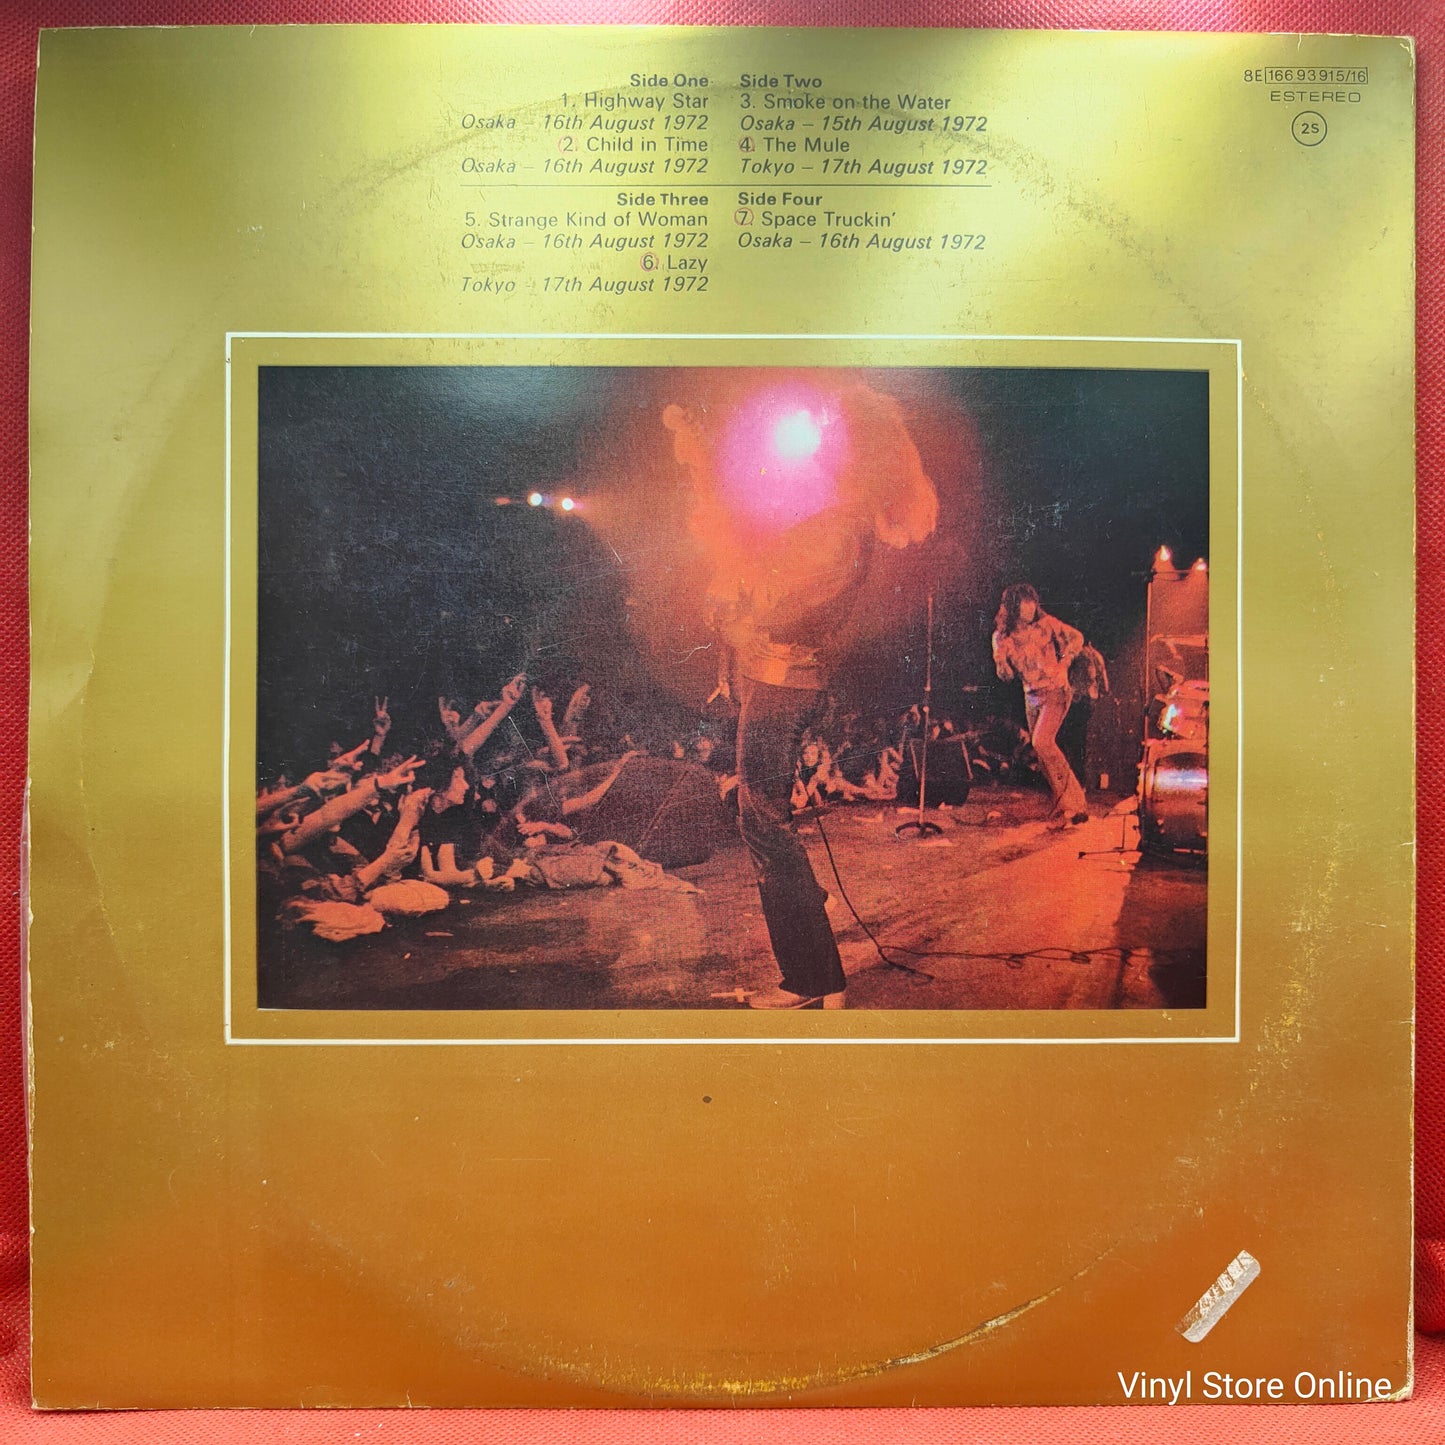 Side One
1. Highway Star
Osaka – 16th August 1972
2. Child in Time
Osaka – 16th August 1972
Side Two
3. Smoke on the Water
Osaka – 15th August 1972
4. The Mule
Tokyo – 17th August 1972
Side Three
5. Strange Kind of Woman
Osaka – 16th August 1972
6. Lazy
Tokyo - 17th August 1972
Side Four
7. Space Truckin'
Osaka – 16th August 1972
8E 166 93 915/16
ESTEREO
2S
Vinyl Store Online